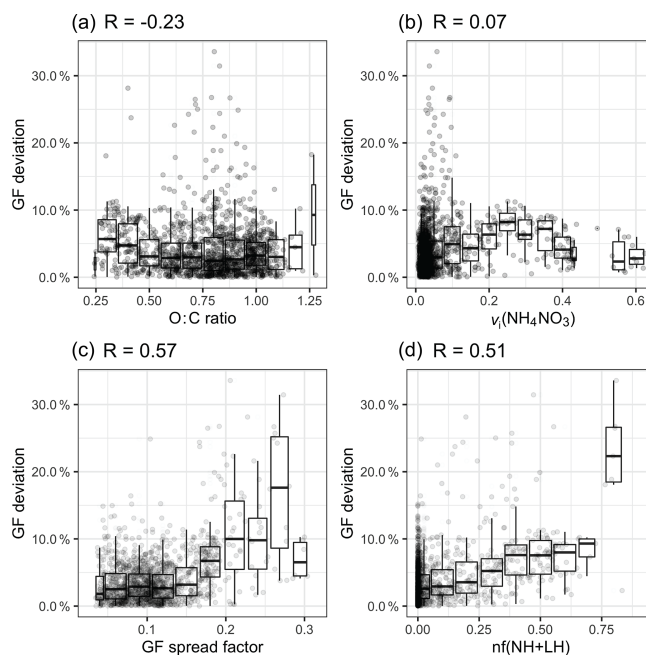 (a) R = -0.23
(b) R = 0.07
30.0 %
20.0 %
10.0 %
0.0 %
GF deviation
0.25 0.50 0.75 1.00 1.25
O:C ratio
30.0 %
20.0 %
10.0 %
0.0 %
GF deviation
0.0 0.2 0.4 0.6
vi(NH4NO3)
(c) R = 0.57
(d) R = 0.51
30.0 %
20.0 %
10.0 %
0.0 %
GF deviation
0.1 0.2 0.3
GF spread factor
30.0 %
20.0 %
10.0 %
0.0 %
GF deviation
0.00 0.25 0.50 0.75
nf(NH+LH)